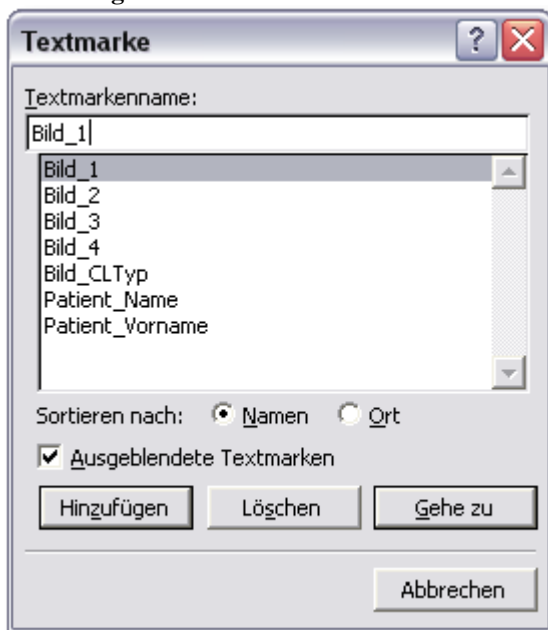 Textmarke
Textmarkenname:
Bild_1
Bild_1
Bild_2
Bild_3
Bild_4
Bild_CLTyp
Patient_Name
Patient_Vorname
Sortieren nach: Namen Ort
Ausgeblendete Textmarken
Hinzufügen Löschen Gehe zu
Abbrechen